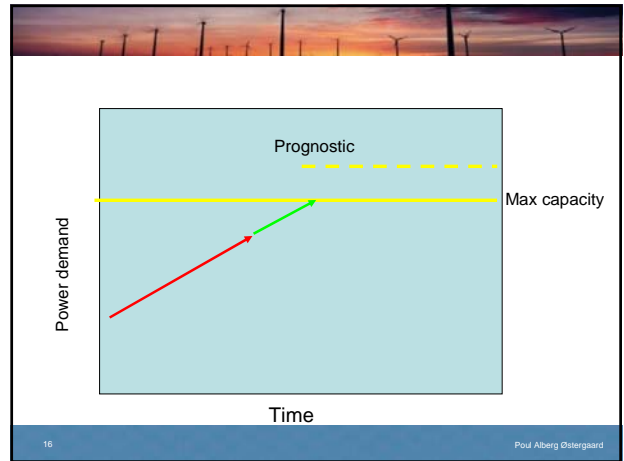 Prognostic
Max capacity
Power demand
Time
16
Poul Alberg Østergaard